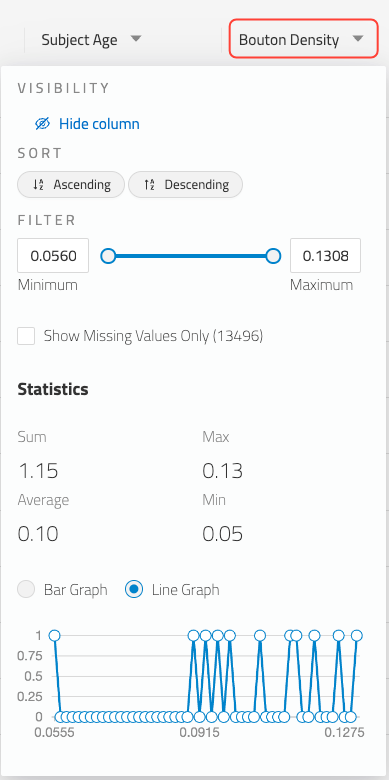 Subject Age
Bouton Density
VISIBILITY
Hide column
SORT
Ascending
Descending
FILTER
0.0560
0.1308
Minimum
Maximum
Show Missing Values Only (13496)
Statistics
Sum
Max
1.15
0.13
Average
Min
0.10
0.05
Bar Graph
Line Graph
1
0.75
0.5
0.25
0
0.0555
0.0915
0.1275